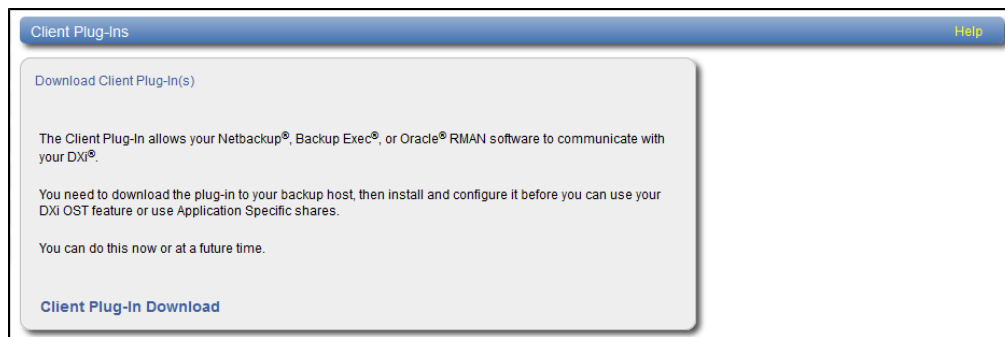 Client Plug-Ins
Help
Download Client Plug-In(s)
The Client Plug-In allows your Netbackup®, Backup Exec®, or Oracle® RMAN software to communicate with
your DXi®.
You need to download the plug-in to your backup host, then install and configure it before you can use your
DXi OST feature or use Application Specific shares.
You can do this now or at a future time.
Client Plug-In Download